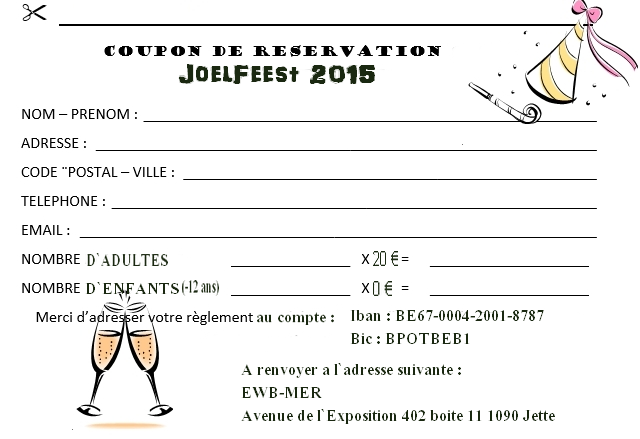 COUPON DE RESERVATION
JOELFEEST 2015
NOM – PRENOM :
ADRESSE :
CODE ¨POSTAL – VILLE :
TELEPHONE :
EMAIL :
NOMBRE D`ADULTES X 20 € =
NOMBRE D`ENFANTS (-12 ans) X 0 € =
Merci d’adresser votre règlement au compte : Iban : BE67-0004-2001-8787
Bic : BPOTBEB1
A renvoyer a l`adresse suivante :
EWB-MER
Avenue de l`Exposition 402 boite 11 1090 Jette